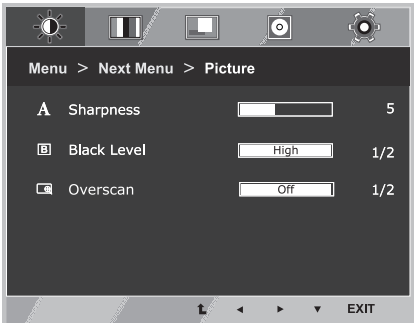 Menu > Next Menu > Picture
A Sharpness 5
B Black Level High 1/2
Overscan Off 1/2
EXIT